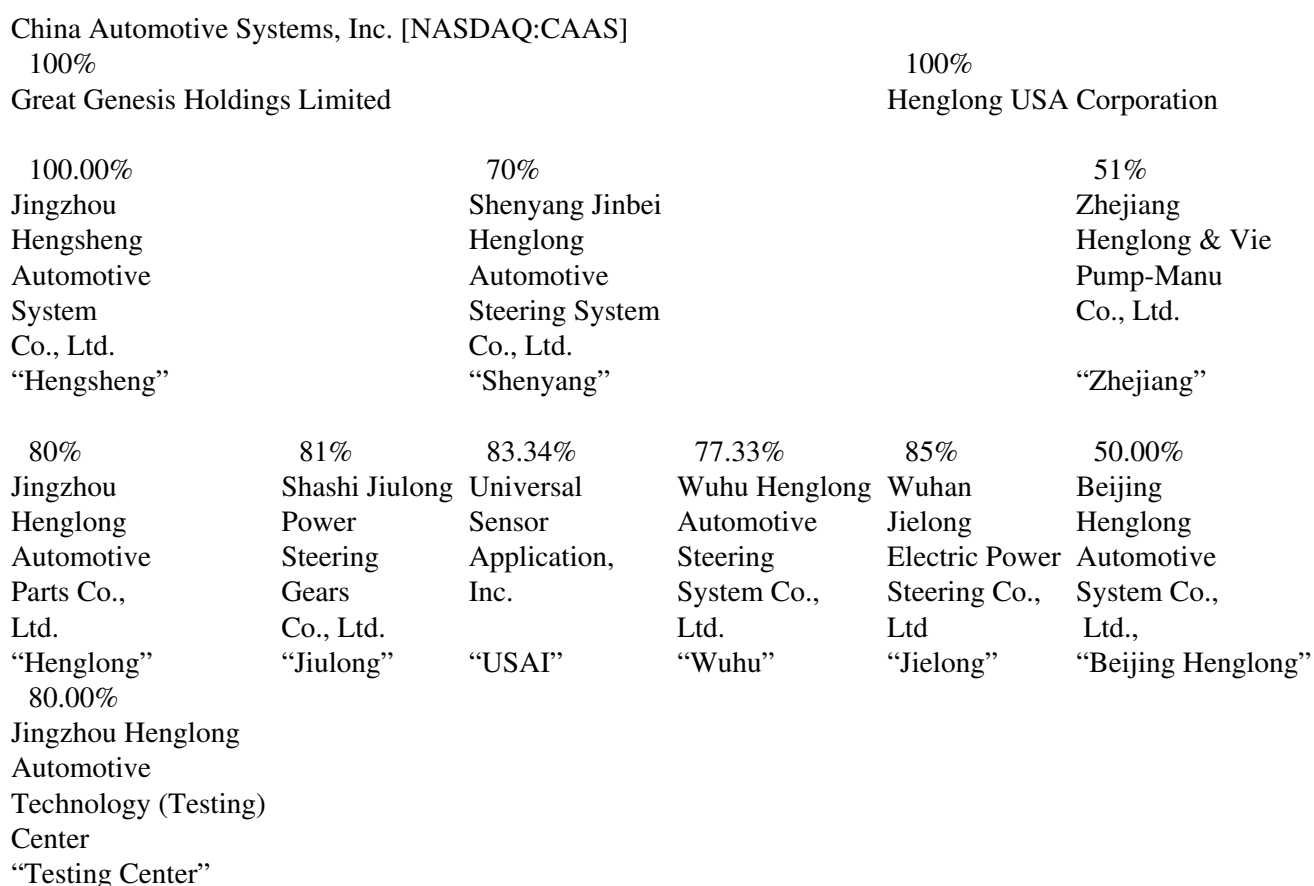 China Automotive Systems, Inc. [NASDAQ:CAAS]
100% 100%
Great Genesis Holdings Limited Henglong USA Corporation
100.00% 70% 51%
Jingzhou Shenyang Jinbei Zhejiang
Hengsheng Henglong Henglong & Vie
Automotive Automotive Pump-Manu
System Steering System Co., Ltd.
Co., Ltd. Co., Ltd.
“Hengsheng” “Shenyang” “Zhejiang”
80% 81% 83.34% 77.33% 85% 50.00%
Jingzhou Shashi Jiulong Universal Wuhu Henglong Wuhan Beijing
Henglong Power Sensor Automotive Jielong Henglong
Automotive Steering Application, Steering Electric Power Automotive
Parts Co., Gears Inc. System Co., Steering Co., System Co.,
Ltd. Co., Ltd. Ltd. Ltd Ltd.,
“Henglong” “Jiulong” “USAI” “Wuhu” “Jielong” “Beijing Henglong”
80.00%
Jingzhou Henglong
Automotive
Technology (Testing)
Center
“Testing Center”